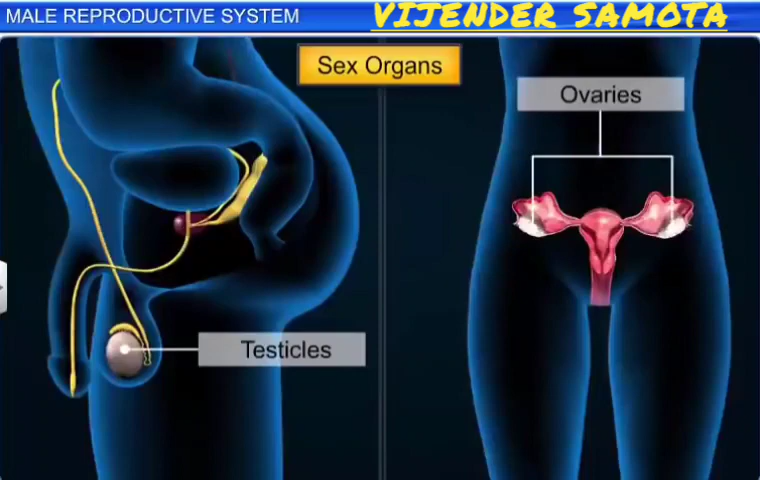 MALE REPRODUCTIVE SYSTEM
VIJENDER SAMOTA
Sex Organs
Ovaries
Testicles